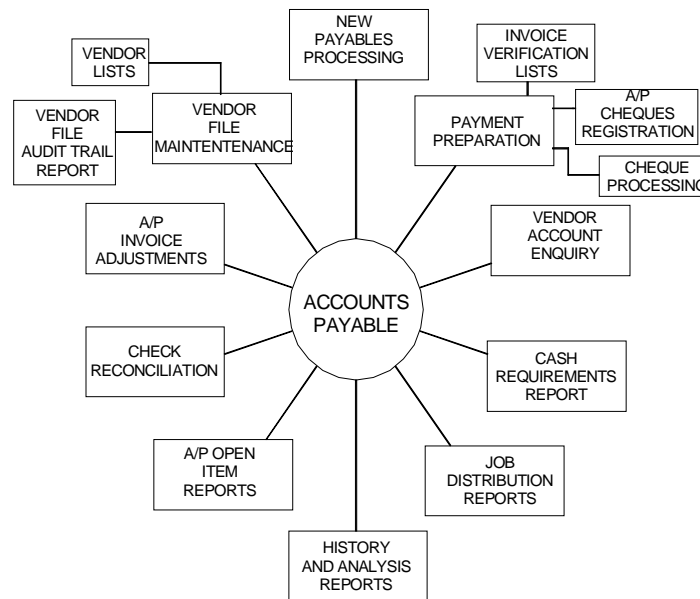 NEW
PAYABLES
PROCESSING
INVOICE
VERIFICATION
LISTS
VENDOR
LISTS
A/P
CHEQUES
REGISTRATION
VENDOR
FILE
MAINTENTENANCE
VENDOR
FILE
AUDIT TRAIL
REPORT
PAYMENT
PREPARATION
CHEQUE
PROCESSING
A/P
INVOICE
ADJUSTMENTS
VENDOR
ACCOUNT
ENQUIRY
ACCOUNTS
PAYABLE
CHECK
RECONCILIATION
CASH
REQUIREMENTS
REPORT
A/P OPEN
ITEM
REPORTS
JOB
DISTRIBUTION
REPORTS
HISTORY
AND ANALYSIS
REPORTS